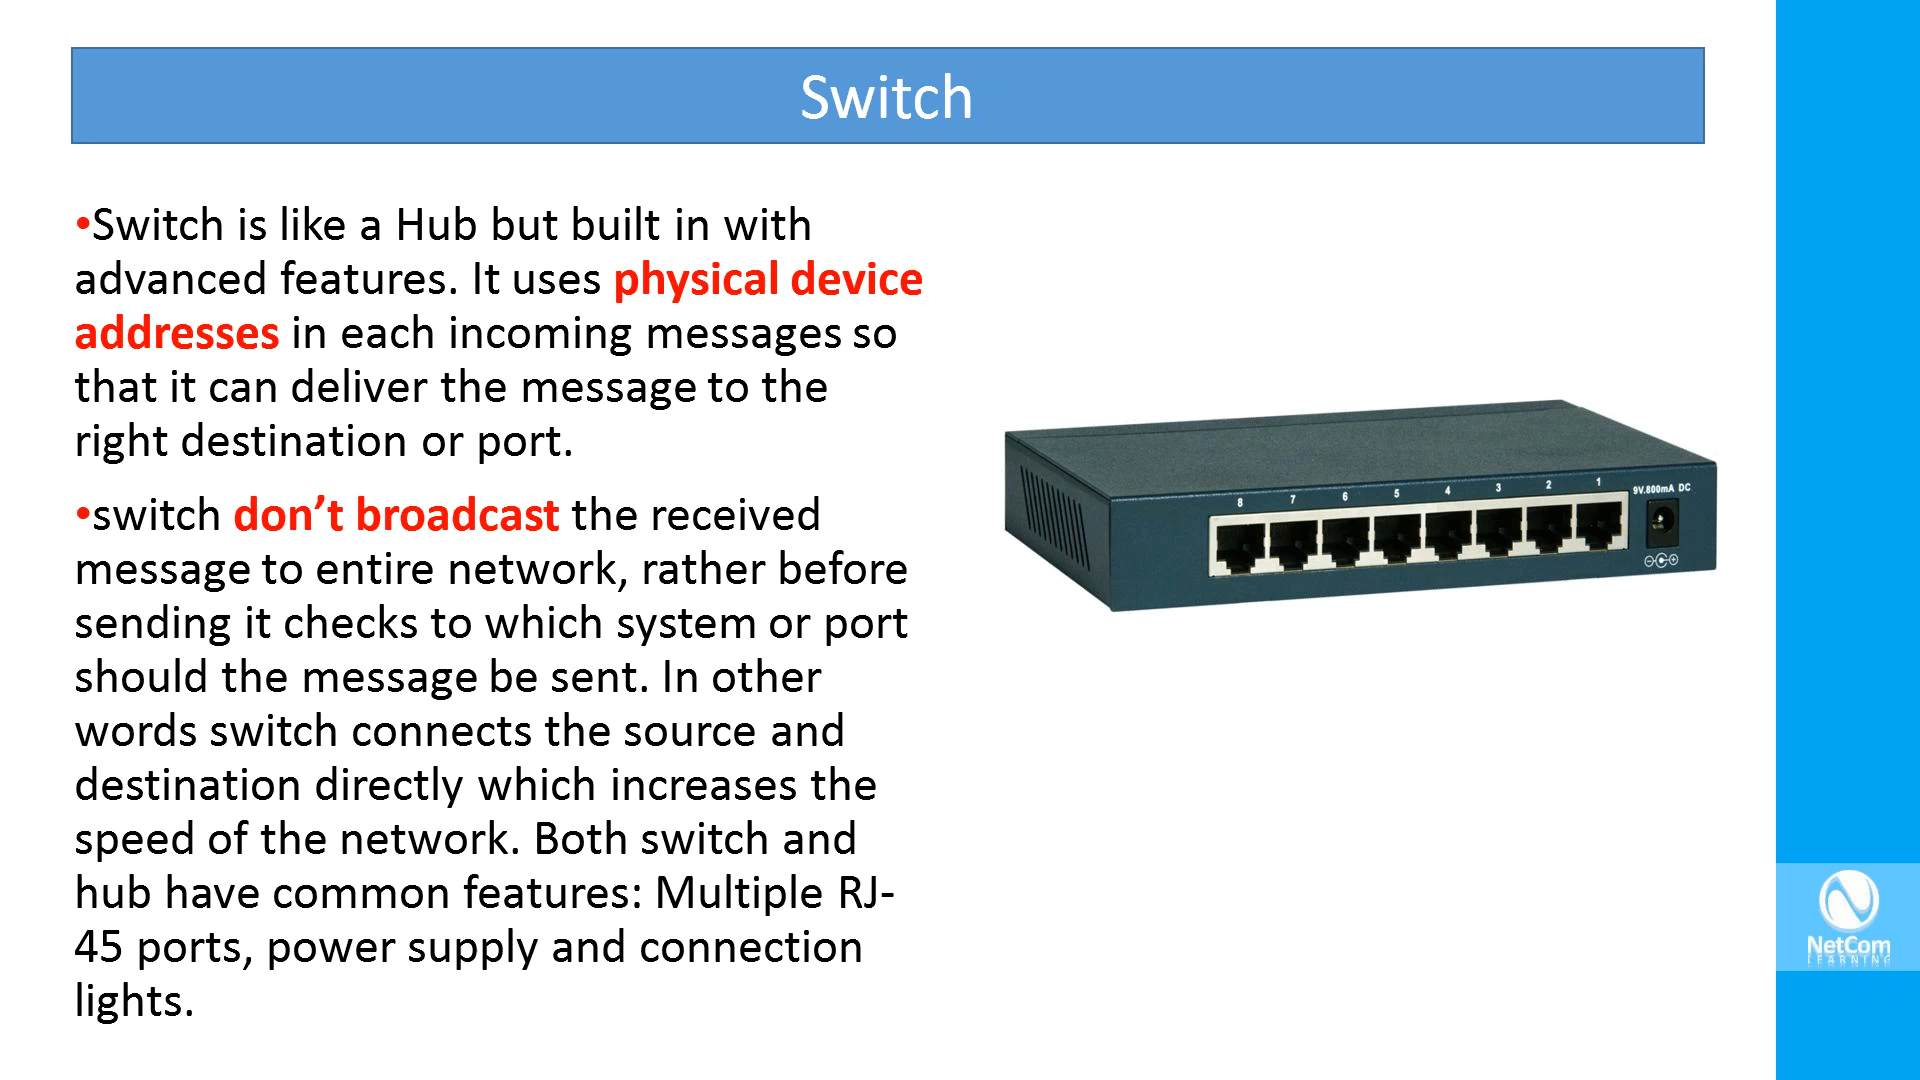 Switch
•Switch is like a Hub but built in with
advanced features. It uses physical device
addresses in each incoming messages so
that it can deliver the message to the
right destination or port.
•switch don’t broadcast the received
message to entire network, rather before
sending it checks to which system or port
should the message be sent. In other
words switch connects the source and
destination directly which increases the
speed of the network. Both switch and
hub have common features: Multiple RJ-
45 ports, power supply and connection
lights.
8 7 6 5 4 3 2 1 9V.800mA DC
NetCom
LEARNING